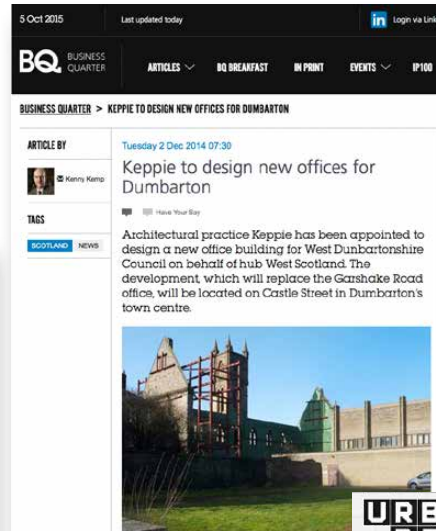 5 Oct 2015
Last updated today
in Login via Link
BQ. BUSINESS
QUARTER
ARTICLES
BQ BREAKFAST
IN PRINT
EVENTS
IP100
BUSINESS QUARTER > KEPPIE TO DESIGN NEW OFFICES FOR DUMBARTON
ARTICLE BY
Kenny Kemp
TAGS
SCOTLAND NEWS
Tuesday 2 Dec 2014 07:30
Keppie to design new offices for
Dumbarton
Have Your Say
Architectural practice Keppie has been appointed to
design a new office building for West Dunbartonshire
Council on behalf of hub West Scotland. The
development, which will replace the Garshake Road
office, will be located on Castle Street in Dumbarton's
town centre.
URB